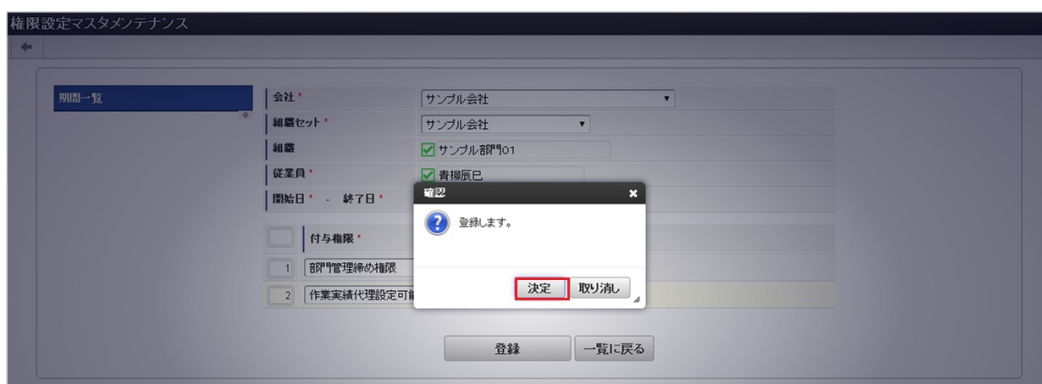 権限設定マスタメンテナンス
期間一覧
会社 *
サンプル会社
組織セット *
サンプル会社
組織
サンプル部門01
従業員 *
青柳辰巳
開始日 * - 終了日 *
確認
登録します。
決定
取り消し
付与権限 *
1 部門管理締め権限
2 作業実績代理設定可能
登録
一覧に戻る